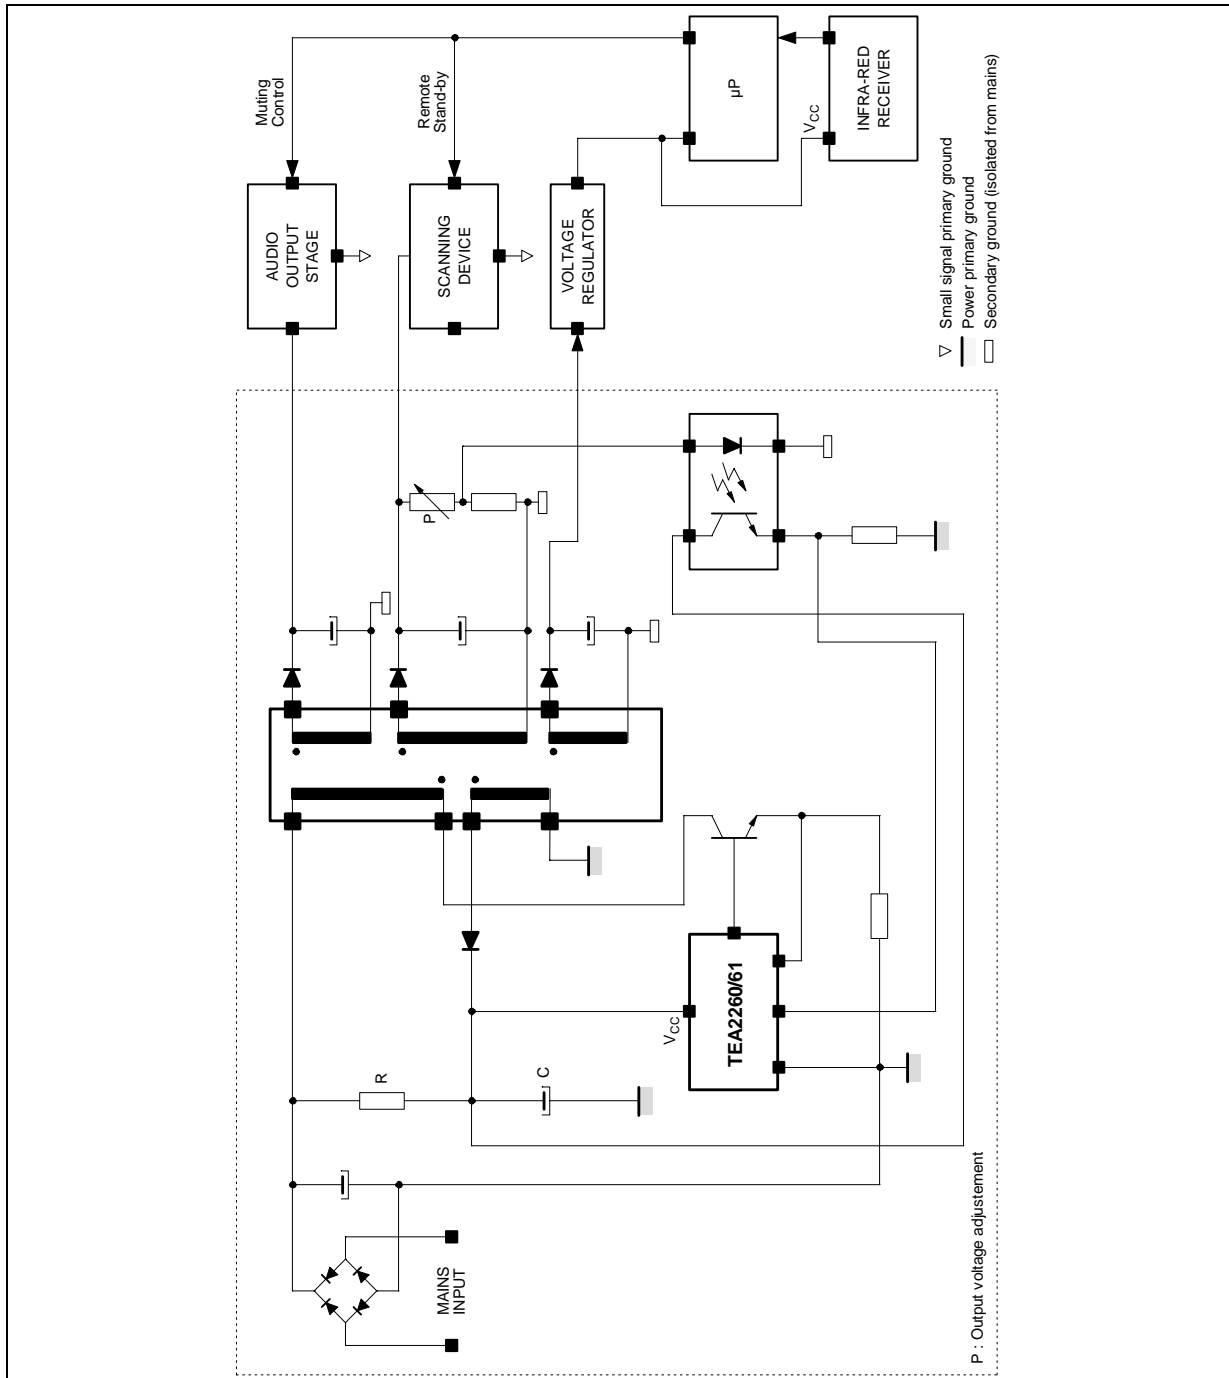 MAINS
INPUT
R
C
VCC
TEA2260/61
P
P : Output voltage adjustement
AUDIO
OUTPUT
STAGE
Muting
Control
SCANNING
DEVICE
Remote
Stand-by
VOLTAGE
REGULATOR
µP
VCC
INFRA-RED
RECEIVER
Small signal primary ground
Power primary ground
Secondary ground (isolated from mains)